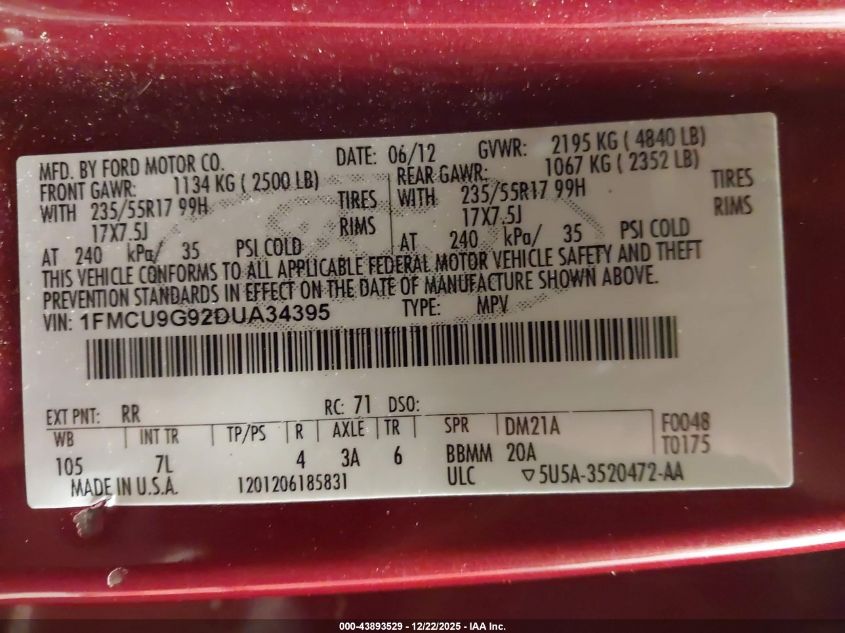 MFD. BY FORD MOTOR CO. DATE: 06/12 GVWR: 2195 KG ( 4840 LB)
FRONT GAWR: 1134 KG ( 2500 LB) REAR GAWR: 1067 KG ( 2352 LB)
WITH 235/55R17 99H TIRES WITH 235/55R17 99H TIRES
17X7.5J RIMS 17X7.5J RIMS
AT 240 kPa/ 35 PSI COLD AT 240 kPa/ 35 PSI COLD
THIS VEHICLE CONFORMS TO ALL APPLICABLE FEDERAL MOTOR VEHICLE SAFETY AND THEFT
PREVENTION STANDARDS IN EFFECT ON THE DATE OF MANUFACTURE SHOWN ABOVE.
VIN: 1FMCU9G92DUA34395 TYPE: MPV
EXT PNT: RR RC: 71 DSO:
WB INT TR TP/PS R AXLE TR SPR DM21A F0048
105 7L 4 3A 6 BBMM 20A T0175
MADE IN U.S.A. 1201206185831 ULC ▽5U5A-3520472-AA
000-43893529 - 12/22/2025 - IAA Inc.